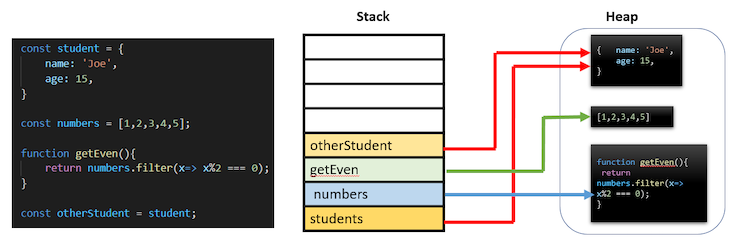 Stack
Heap
const student = {
name: 'Joe',
age: 15,
}
const numbers = [1,2,3,4,5];
function getEven(){
return numbers.filter(x=> x%2 === 0);
}
const otherStudent = student;
otherStudent
getEven
numbers
students
{ name: 'Joe',
age: 15,
}
[1,2,3,4,5]
function getEven(){
return
numbers.filter(x=>
x%2 === 0);
}